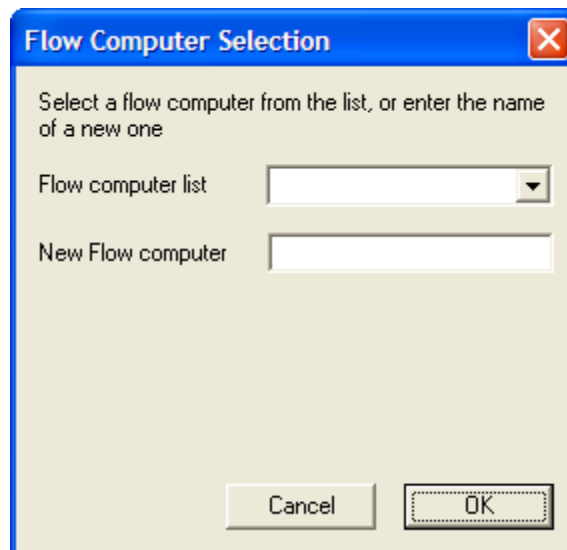 Flow Computer Selection
Select a flow computer from the list, or enter the name
of a new one
Flow computer list
New Flow computer
Cancel OK